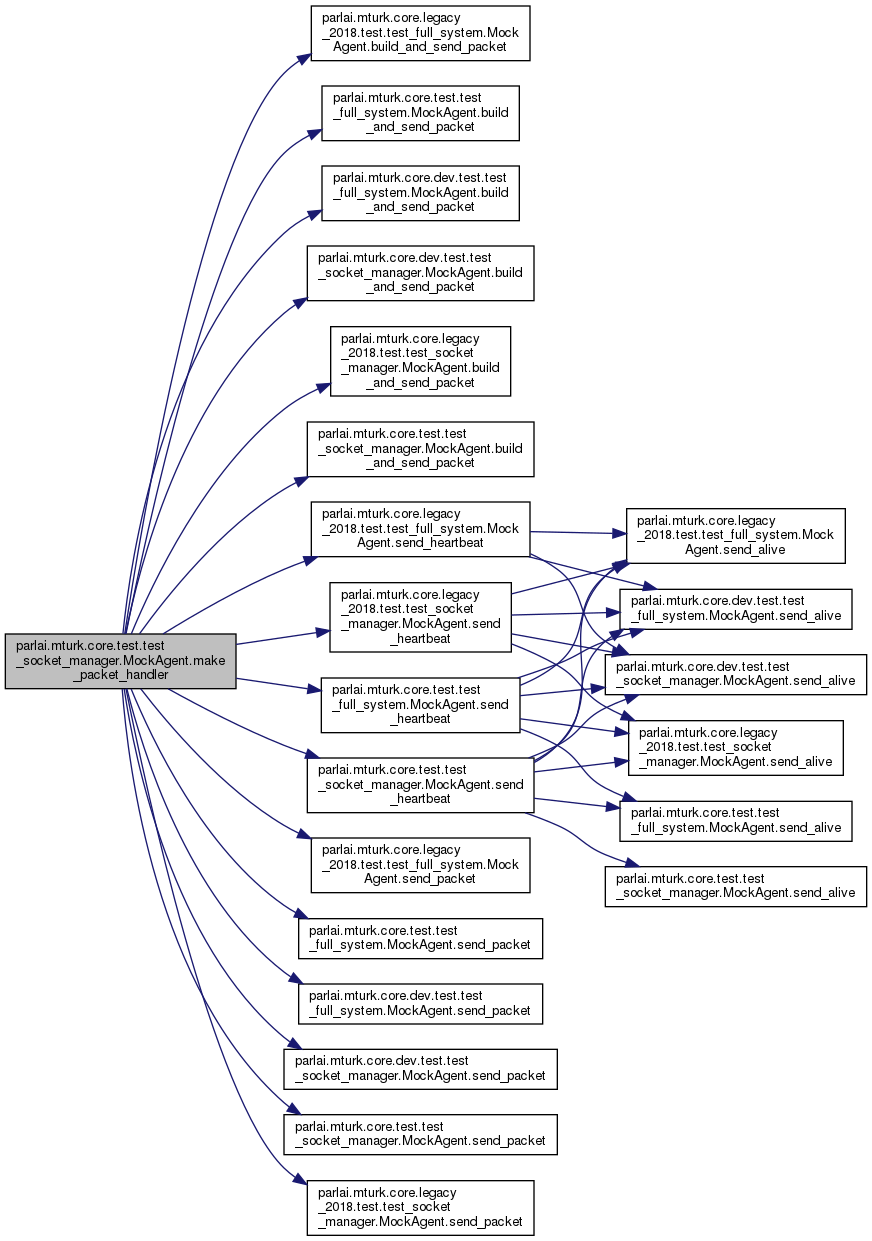 parlai.mturk.core.test.test
_socket_manager.MockAgent.make
_packet_handler
parlai.mturk.core.legacy
_2018.test.test_full_system.Mock
Agent.build_and_send_packet
parlai.mturk.core.test.test
_full_system.MockAgent.build
_and_send_packet
parlai.mturk.core.dev.test.test
_full_system.MockAgent.build
_and_send_packet
parlai.mturk.core.dev.test.test
_socket_manager.MockAgent.build
_and_send_packet
parlai.mturk.core.legacy
_2018.test.test_socket
_manager.MockAgent.build
_and_send_packet
parlai.mturk.core.test.test
_socket_manager.MockAgent.build
_and_send_packet
parlai.mturk.core.legacy
_2018.test.test_full_system.Mock
Agent.send_heartbeat
parlai.mturk.core.legacy
_2018.test.test_socket
_manager.MockAgent.send
_heartbeat
parlai.mturk.core.test.test
_full_system.MockAgent.send
_heartbeat
parlai.mturk.core.test.test
_socket_manager.MockAgent.send
_heartbeat
parlai.mturk.core.legacy
_2018.test.test_full_system.Mock
Agent.send_packet
parlai.mturk.core.test.test
_full_system.MockAgent.send_packet
parlai.mturk.core.dev.test.test
_full_system.MockAgent.send_packet
parlai.mturk.core.dev.test.test
_socket_manager.MockAgent.send_packet
parlai.mturk.core.test.test
_socket_manager.MockAgent.send_packet
parlai.mturk.core.legacy
_2018.test.test_socket
_manager.MockAgent.send_packet
parlai.mturk.core.legacy
_2018.test.test_full_system.Mock
Agent.send_alive
parlai.mturk.core.dev.test.test
_full_system.MockAgent.send_alive
parlai.mturk.core.dev.test.test
_socket_manager.MockAgent.send_alive
parlai.mturk.core.legacy
_2018.test.test_socket
_manager.MockAgent.send_alive
parlai.mturk.core.test.test
_full_system.MockAgent.send_alive
parlai.mturk.core.test.test
_socket_manager.MockAgent.send_alive